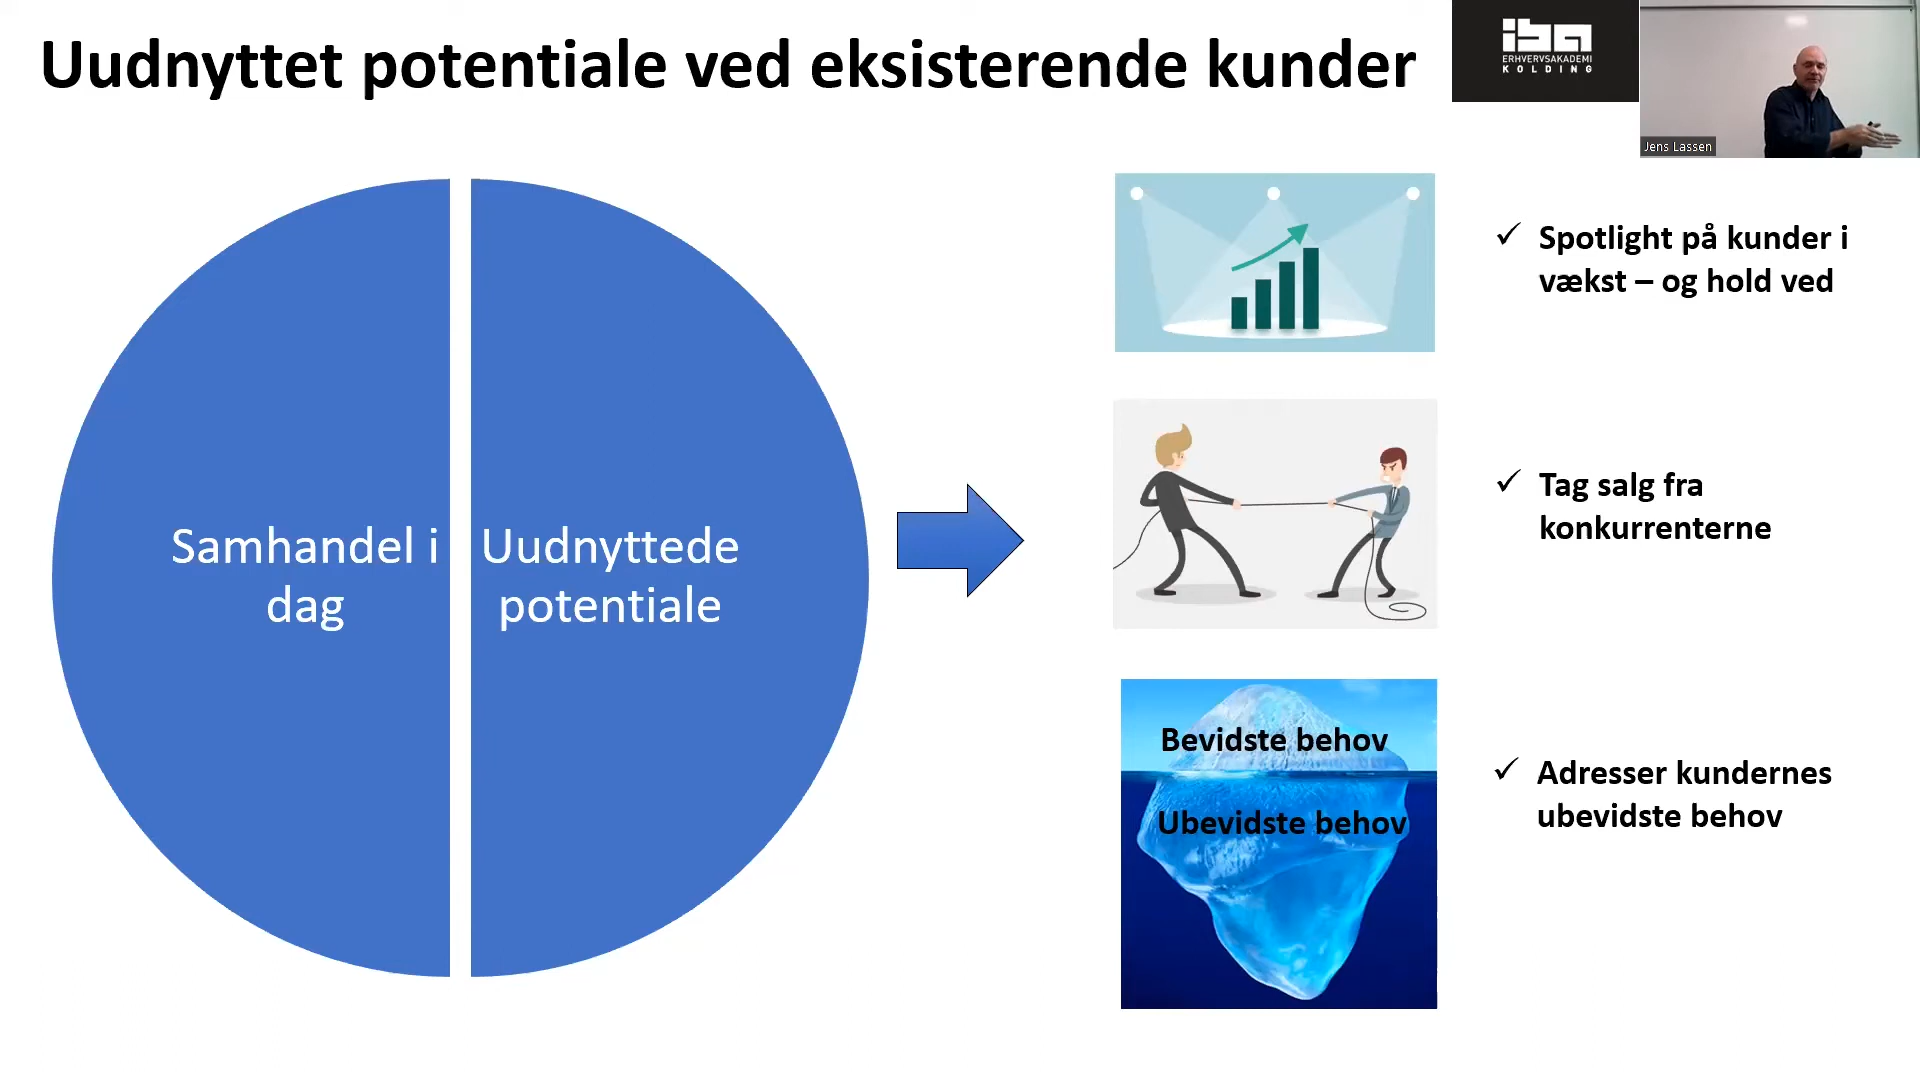 Uudnyttet potentiale ved eksisterende kunder
iba
ERHVERVSAKADEMI
KOLDING
Jens Lassen
Samhandel i
dag
Uudnyttede
potentiale
✓ Spotlight på kunder i
vækst – og hold ved
✓ Tag salg fra
konkurrenterne
Bevidste behov
Ubevidste behov
✓ Adresser kundernes
ubevidste behov